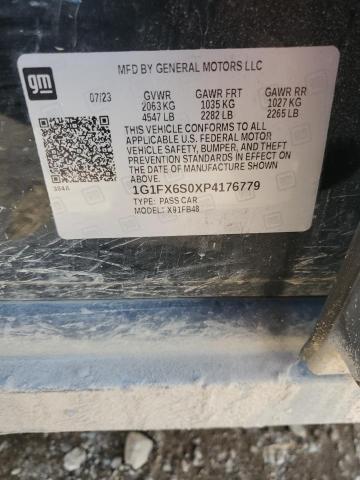 gm
MFD BY GENERAL MOTORS LLC
07/23 GVWR GAWR FRT GAWR RR
2063 KG 1035 KG 1027 KG
4547 LB 2282 LB 2265 LB
THIS VEHICLE CONFORMS TO ALL
APPLICABLE U.S. FEDERAL MOTOR
VEHICLE SAFETY, BUMPER, AND THEFT
PREVENTION STANDARDS IN EFFECT ON
THE DATE OF MANUFACTURE SHOWN
ABOVE.
384A
1G1FX6S0XP4176779
TYPE: PASS CAR
MODEL: X91FB48